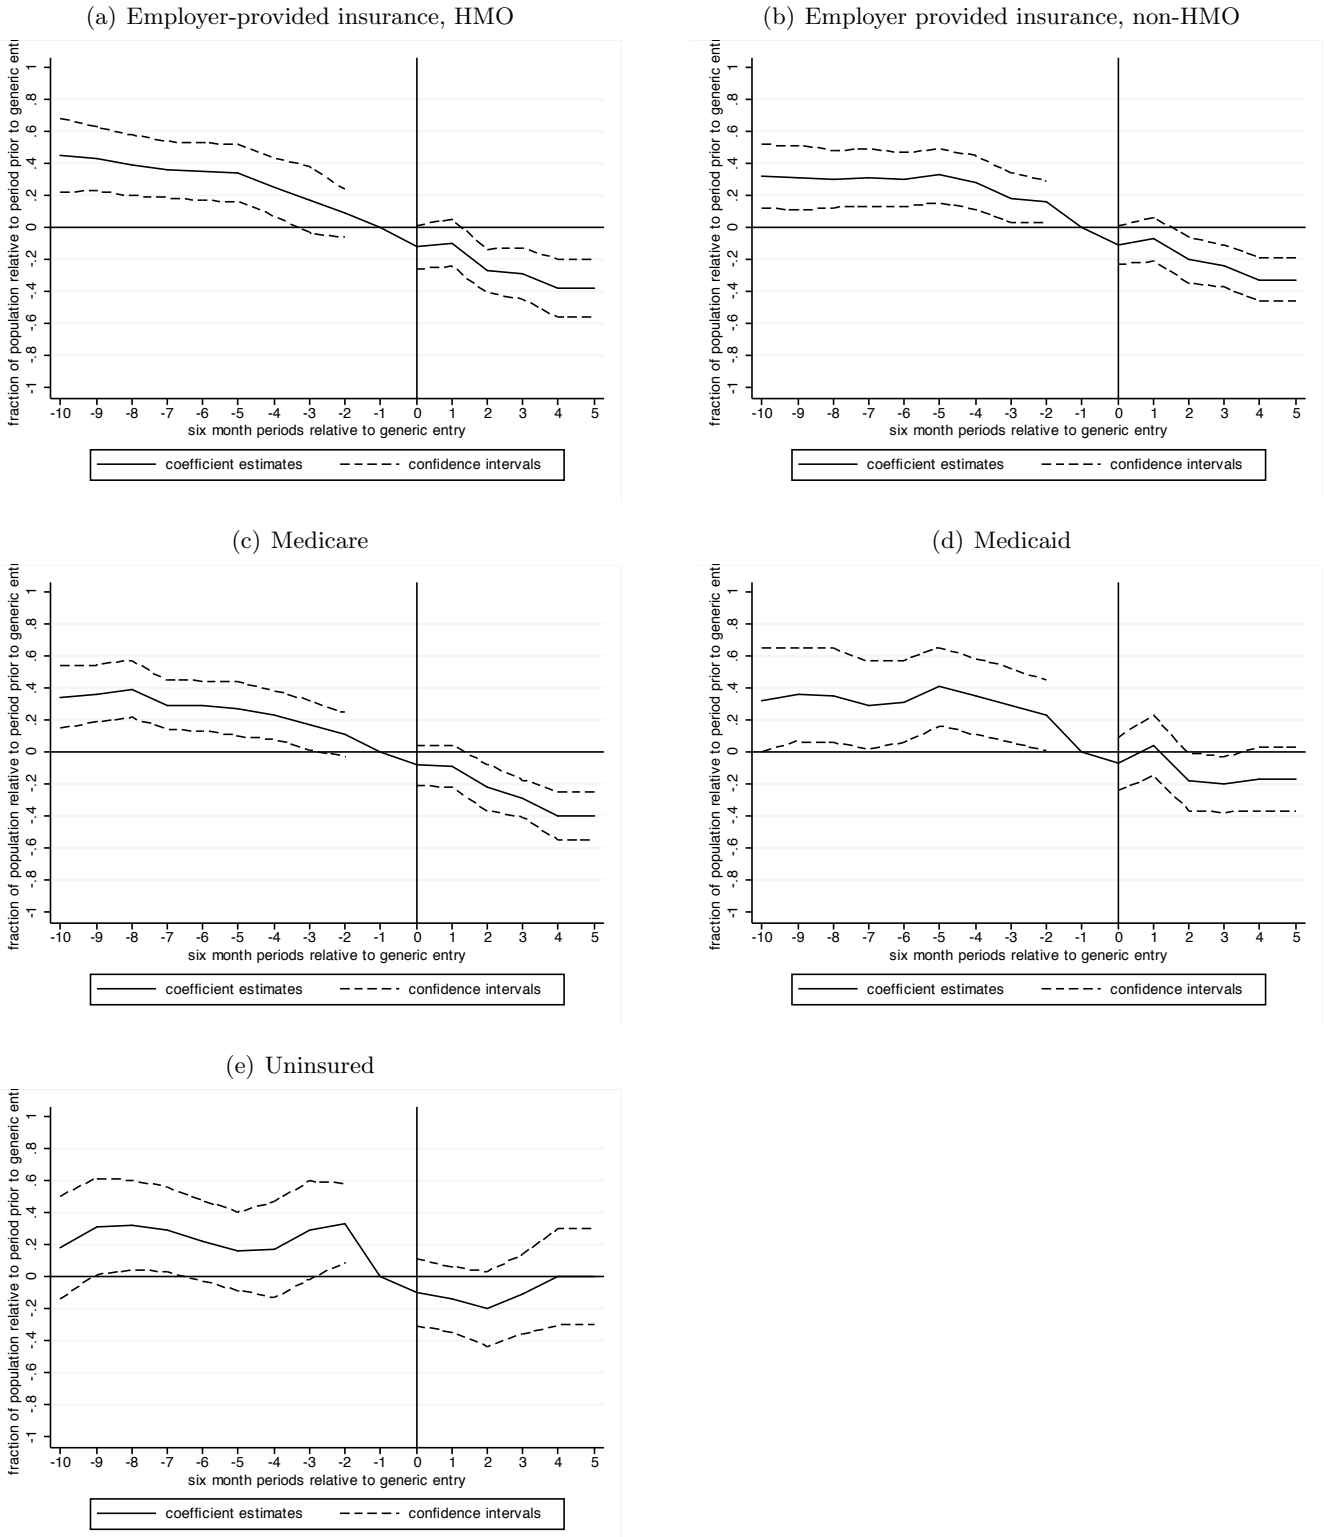 (a) Employer-provided insurance, HMO
fraction of population relative to period prior to generic
1
.8
.6
.4
.2
0
-.2
-.4
-.6
-.8
-1
-10 -9 -8 -7 -6 -5 -4 -3 -2 -1 0 1 2 3 4 5
six month periods relative to generic entry
coefficient estimates confidence intervals
(b) Employer provided insurance, non-HMO
fraction of population relative to period prior to generic
1
.8
.6
.4
.2
0
-.2
-.4
-.6
-.8
-1
-10 -9 -8 -7 -6 -5 -4 -3 -2 -1 0 1 2 3 4 5
six month periods relative to generic entry
coefficient estimates confidence intervals
(c) Medicare
fraction of population relative to period prior to generic
1
.8
.6
.4
.2
0
-.2
-.4
-.6
-.8
-1
-10 -9 -8 -7 -6 -5 -4 -3 -2 -1 0 1 2 3 4 5
six month periods relative to generic entry
coefficient estimates confidence intervals
(d) Medicaid
fraction of population relative to period prior to generic
1
.8
.6
.4
.2
0
-.2
-.4
-.6
-.8
-1
-10 -9 -8 -7 -6 -5 -4 -3 -2 -1 0 1 2 3 4 5
six month periods relative to generic entry
coefficient estimates confidence intervals
(e) Uninsured
fraction of population relative to period prior to generic
1
.8
.6
.4
.2
0
-.2
-.4
-.6
-.8
-1
-10 -9 -8 -7 -6 -5 -4 -3 -2 -1 0 1 2 3 4 5
six month periods relative to generic entry
coefficient estimates confidence intervals